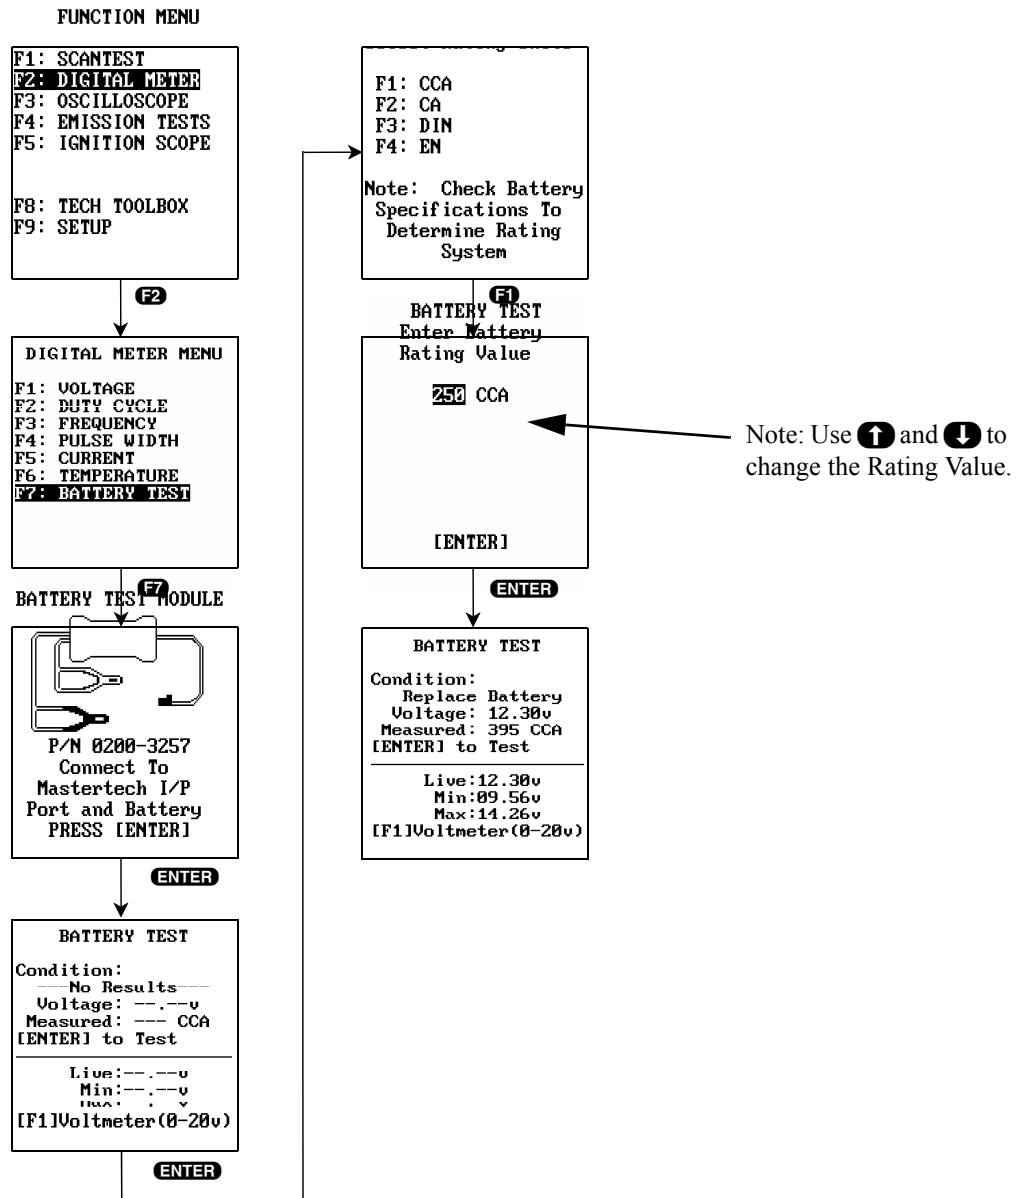 FUNCTION MENU
F1: SCANTEST
F2: DIGITAL METER
F3: OSCILLOSCOPE
F4: EMISSION TESTS
F5: IGNITION SCOPE
F8: TECH TOOLBOX
F9: SETUP
F2
DIGITAL METER MENU
F1: VOLTAGE
F2: DUTY CYCLE
F3: FREQUENCY
F4: PULSE WIDTH
F5: CURRENT
F6: TEMPERATURE
F7: BATTERY TEST
F7
BATTERY TEST MODULE
P/N 0200-3257
Connect To
Mastertech I/P
Port and Battery
PRESS [ENTER]
ENTER
BATTERY TEST
Condition:
---No Results---
Voltage: --.--v
Measured: --- CCA
[ENTER] to Test
Live:--.--v
Min:--.--v
[F1]Voltmeter(0-20v)
ENTER
F1: CCA
F2: CA
F3: DIN
F4: EN
Note: Check Battery
Specifications To
Determine Rating
System
F1
BATTERY TEST
Enter Battery
Rating Value
250 CCA
[ENTER]
Note: Use and to
change the Rating Value.
ENTER
BATTERY TEST
Condition:
Replace Battery
Voltage: 12.30v
Measured: 395 CCA
[ENTER] to Test
Live:12.30v
Min:09.56v
Max:14.26v
[F1]Voltmeter(0-20v)